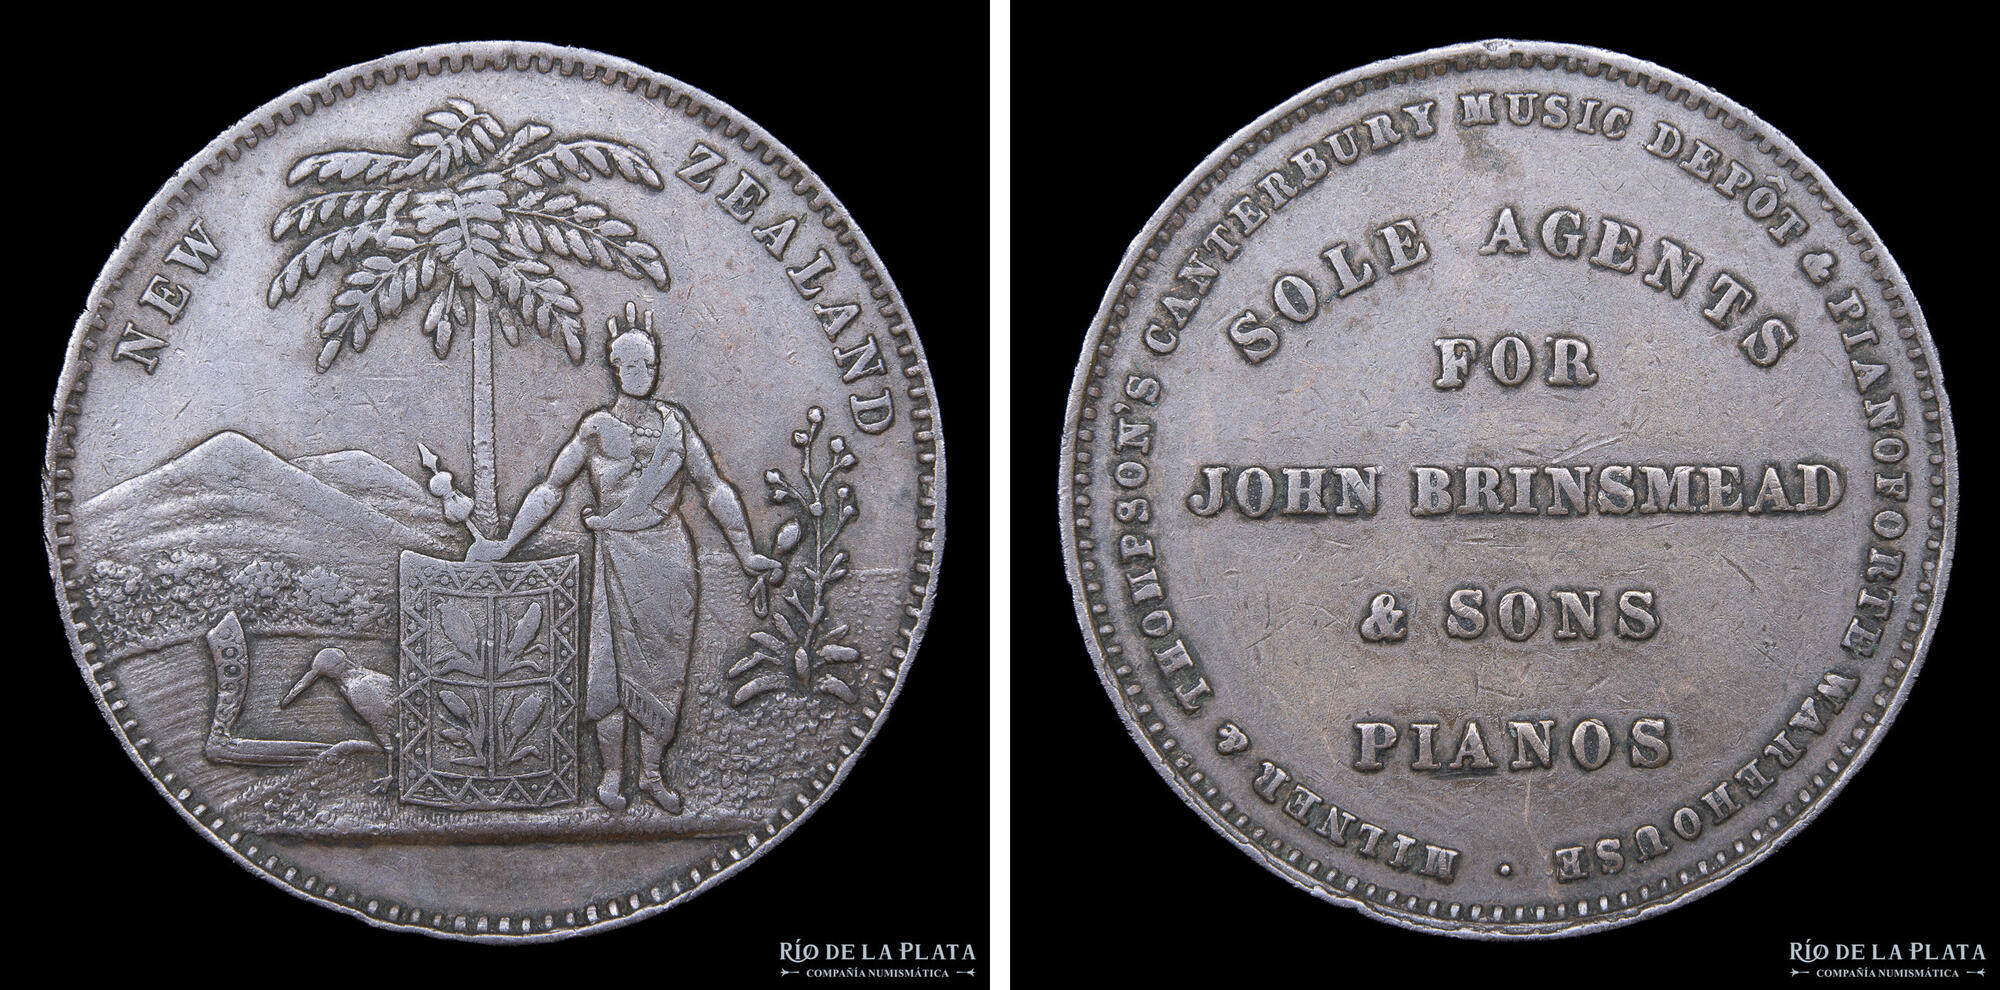 NEW ZEALAND
RÍO DE LA PLATA
COMPAÑÍA NUMISMÁTICA
MILNER & THOMPSON'S CANTERBURY MUSIC DEPÔT & PIANOFORTE WAREHOUSE ·
SOLE AGENTS
FOR
JOHN BRINSMEAD
& SONS
PIANOS
RÍO DE LA PLATA
COMPAÑÍA NUMISMÁTICA